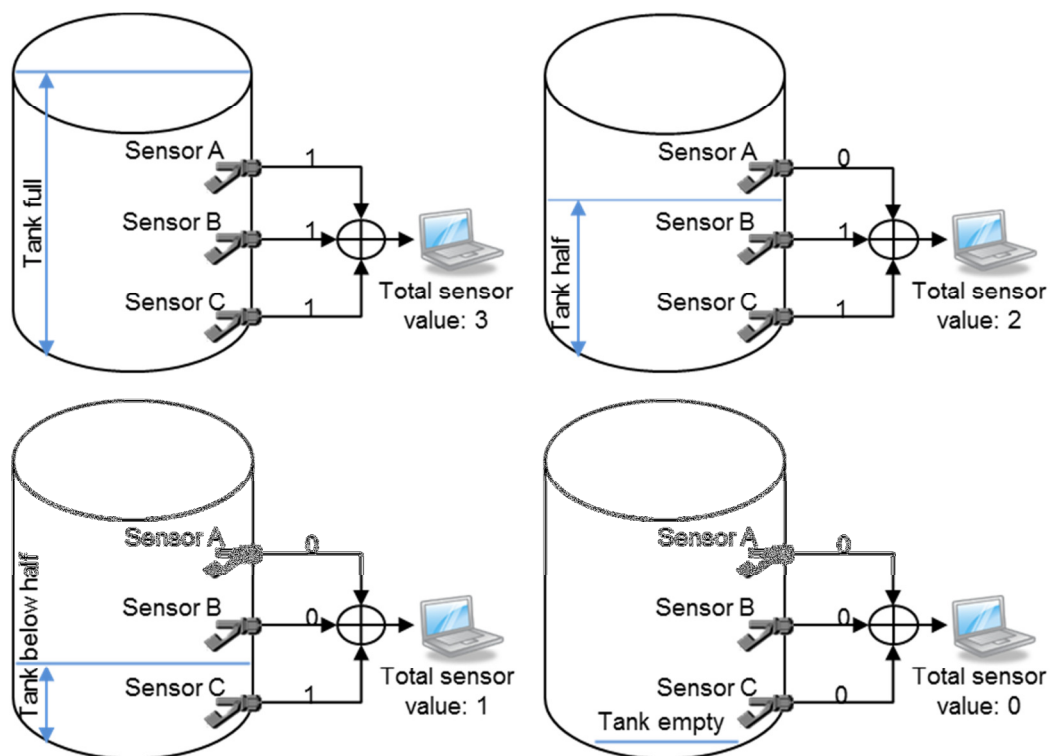 Tank full
Sensor A
1
Sensor B
1
Sensor C
1
Total sensor
value: 3
Tank half
Sensor A
0
Sensor B
1
Sensor C
1
Total sensor
value: 2
Tank below half
Sensor A
0
Sensor B
0
Sensor C
1
Total sensor
value: 1
Sensor A
0
Sensor B
0
Sensor C
0
Tank empty
Total sensor
value: 0